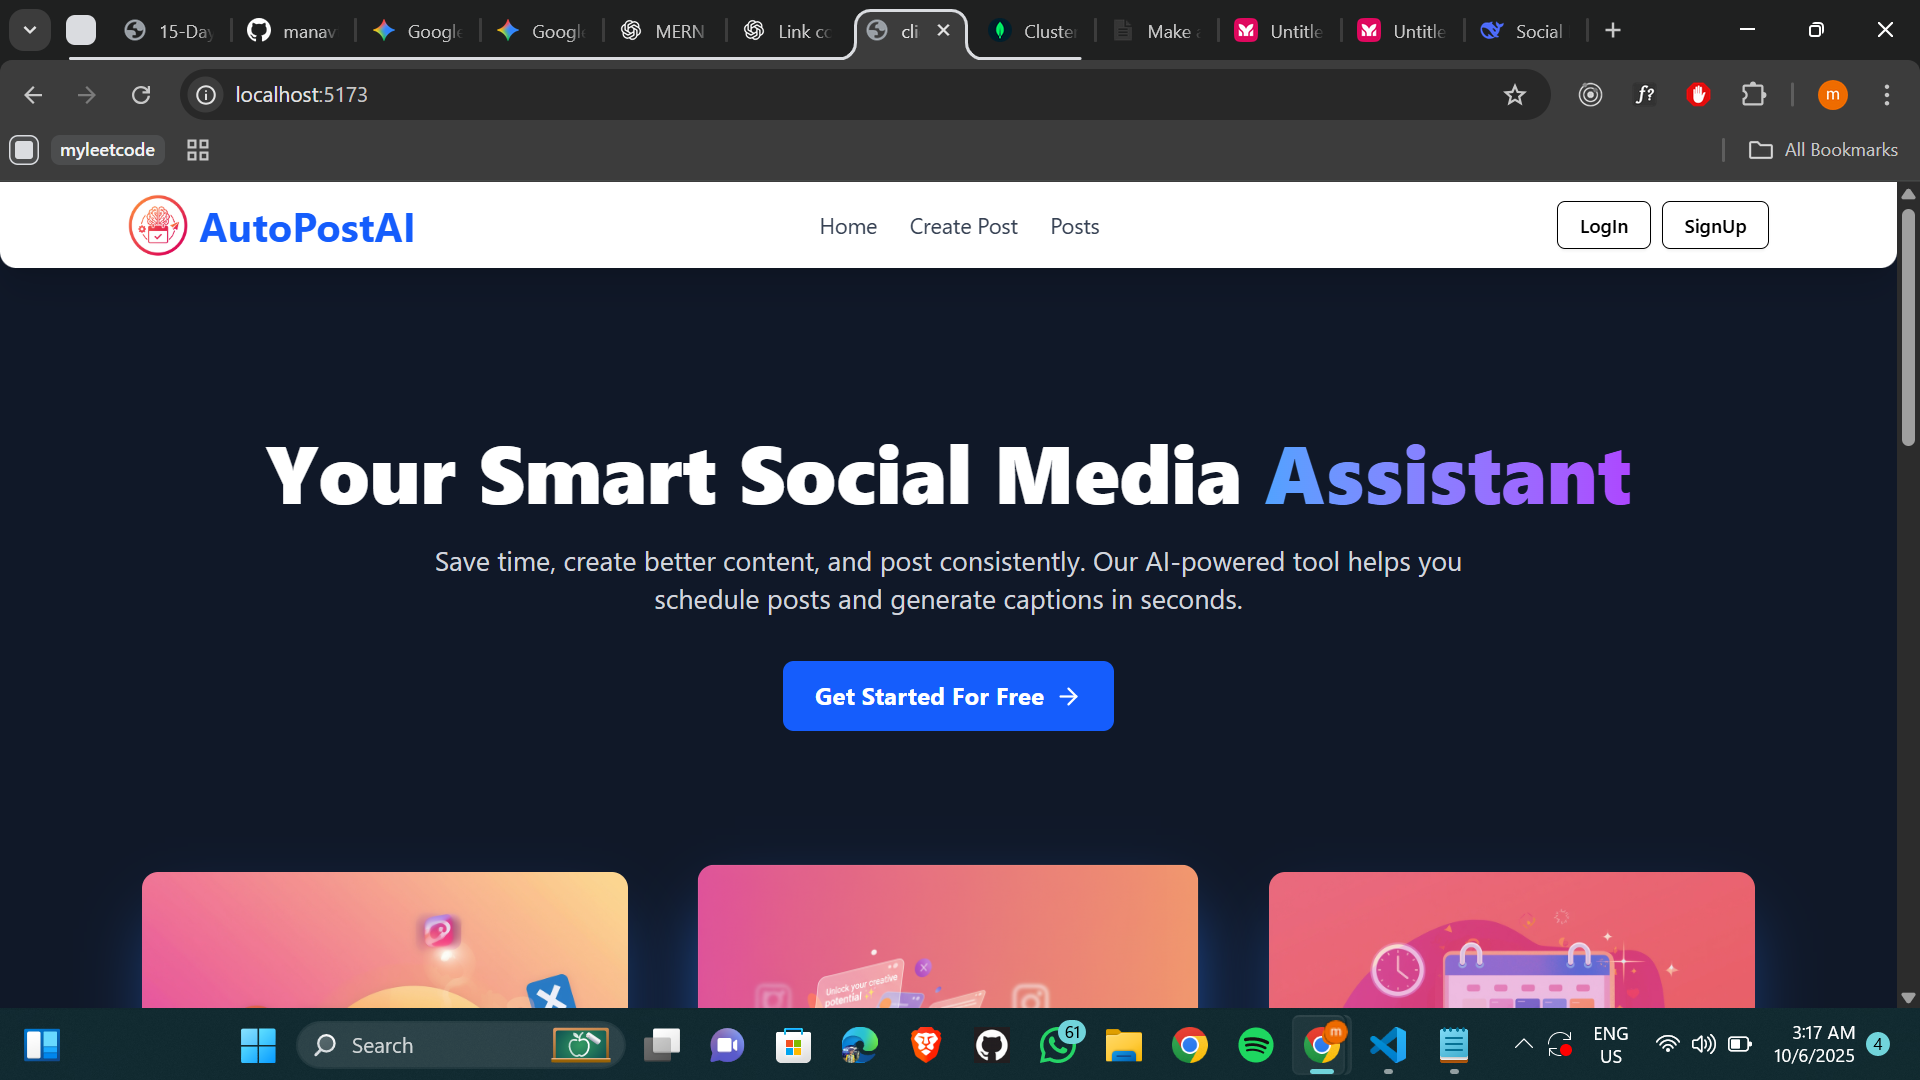 15-Day
manav
Google
Google
MERN
Link co
cli
Cluster
Make a
Untitle
Untitle
Social
localhost:5173
f?
m
myleetcode
All Bookmarks
AutoPostAI
Home
Create Post
Posts
LogIn
SignUp
Your Smart Social Media Assistant
Save time, create better content, and post consistently. Our AI-powered tool helps you
schedule posts and generate captions in seconds.
Get Started For Free →
Unlock your creative
potential
Search
61
m
ENG
US
3:17 AM
10/6/2025
4